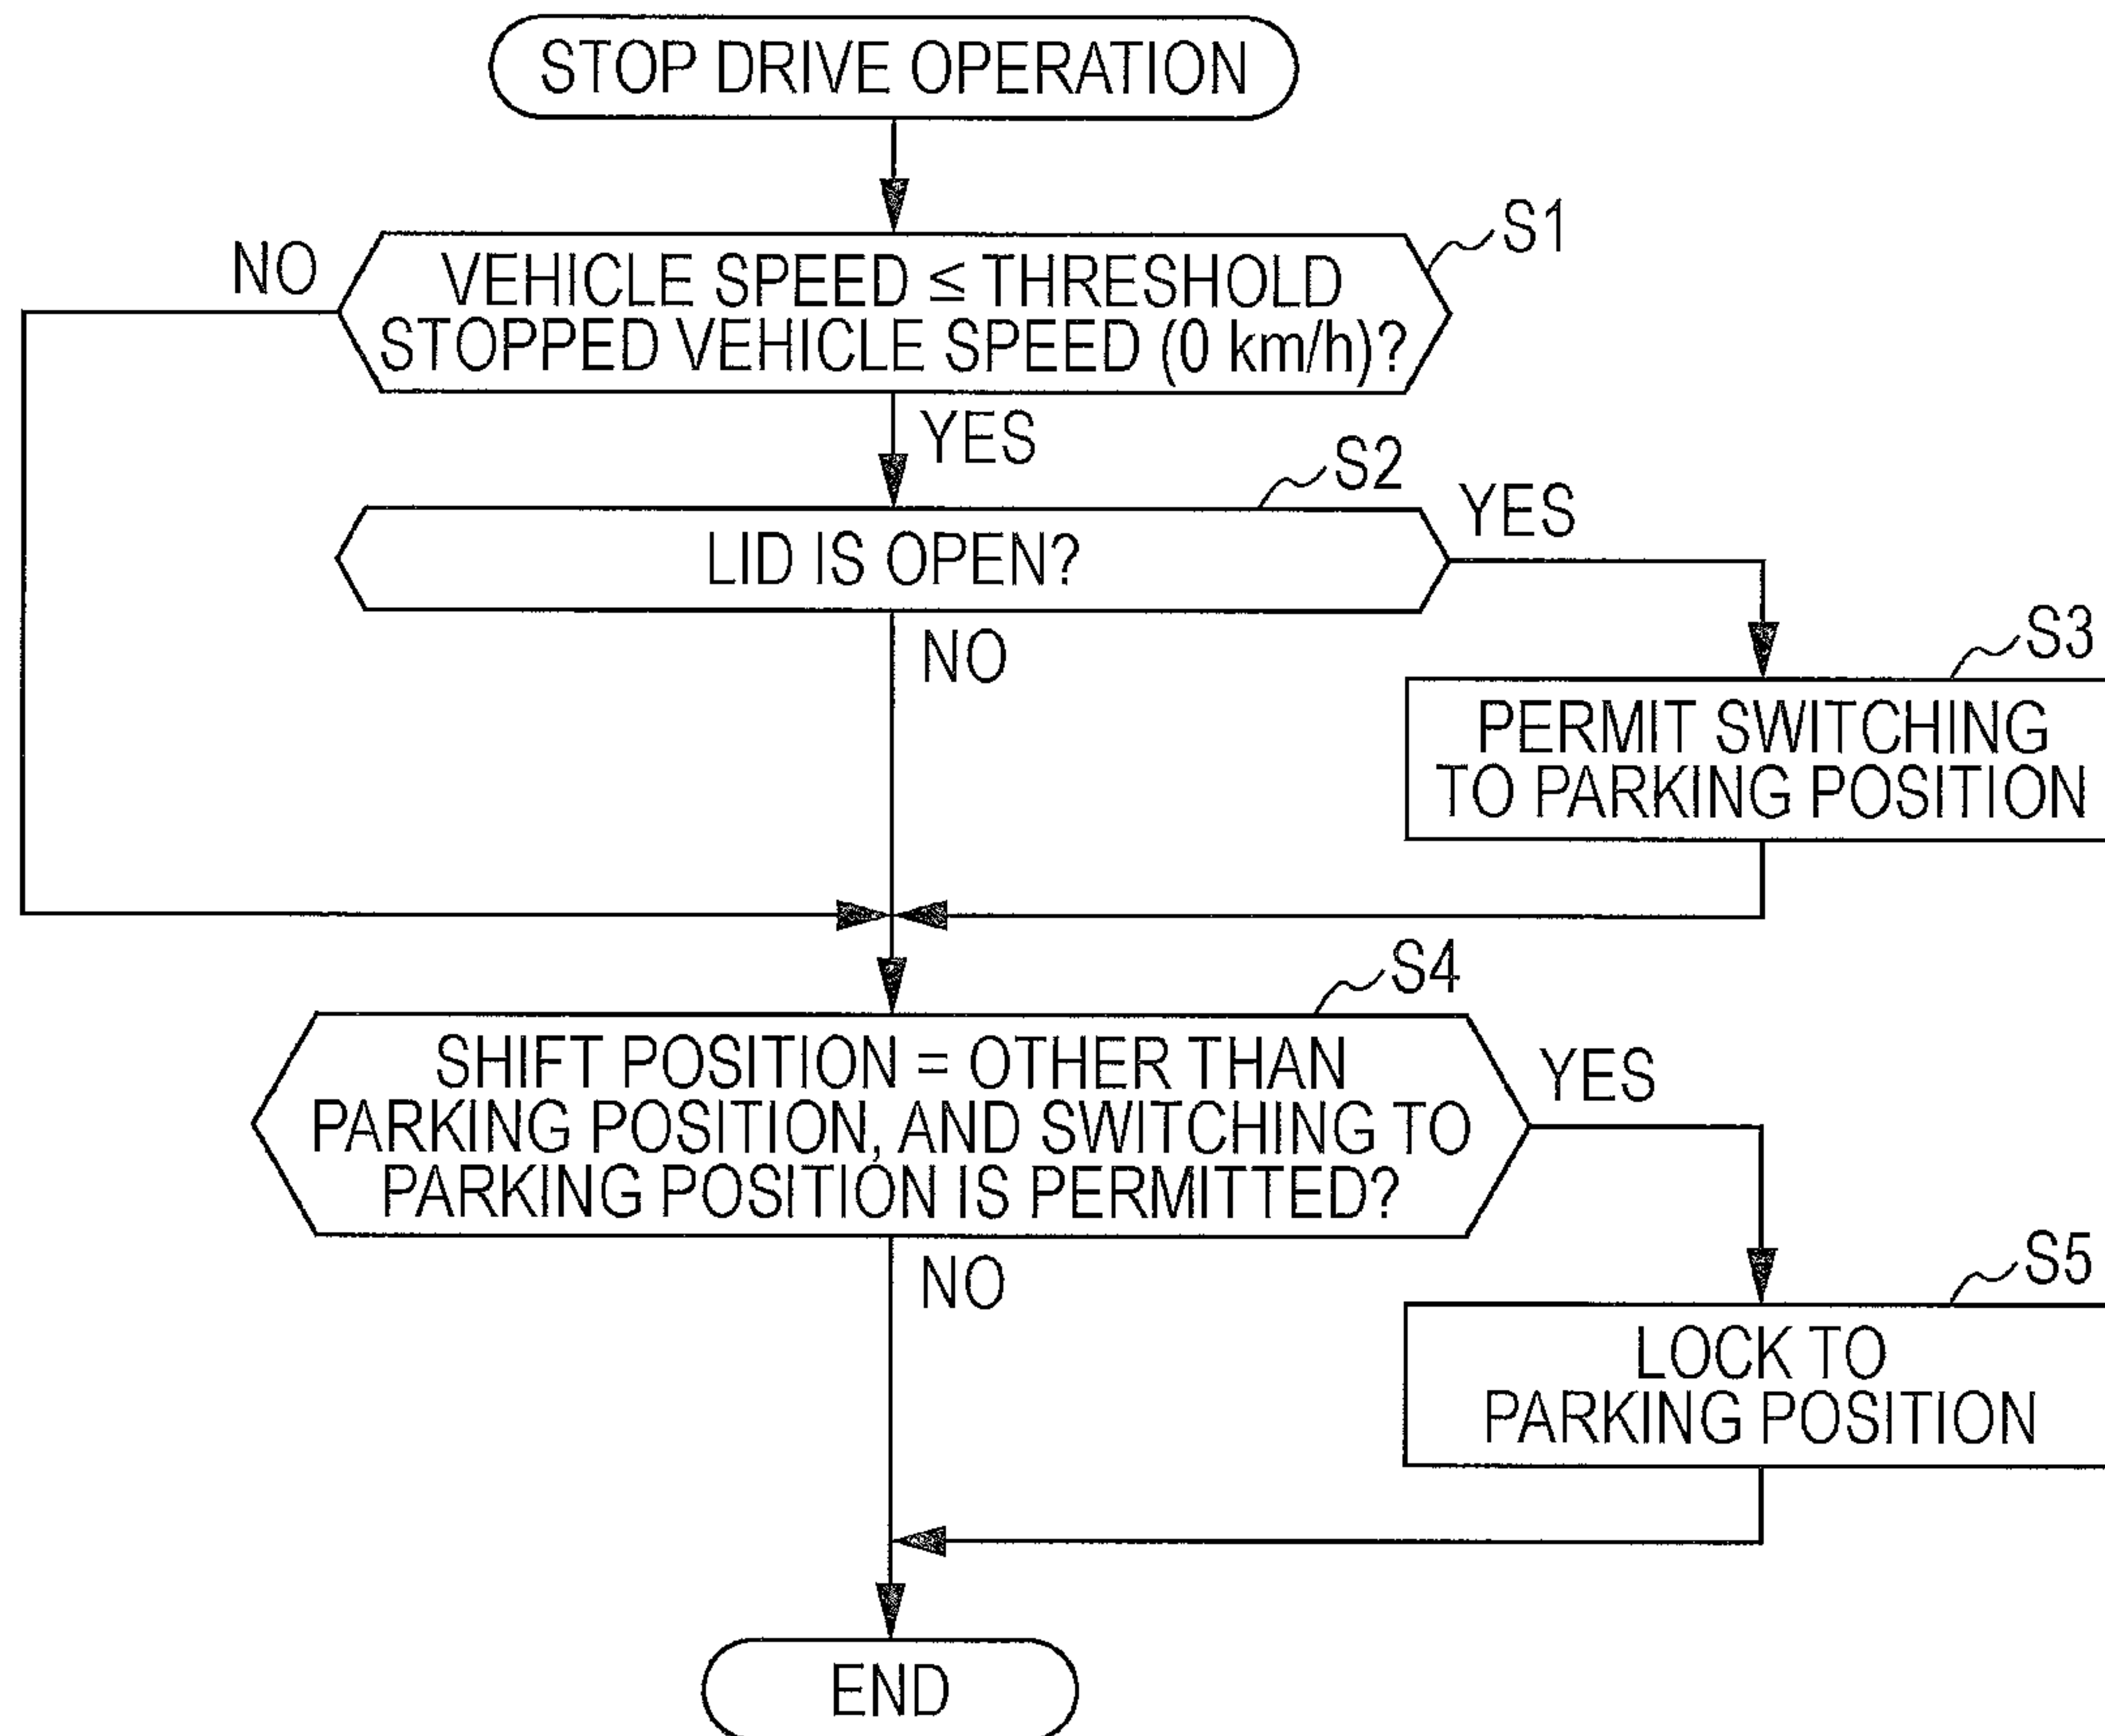 STOP DRIVE OPERATION
S1
NO
VEHICLE SPEED ≤ THRESHOLD
STOPPED VEHICLE SPEED (0 km/h)?
YES
S2
YES
LID IS OPEN?
NO
S3
PERMIT SWITCHING
TO PARKING POSITION
S4
SHIFT POSITION = OTHER THAN
PARKING POSITION, AND SWITCHING TO
PARKING POSITION IS PERMITTED?
YES
NO
S5
LOCK TO
PARKING POSITION
END